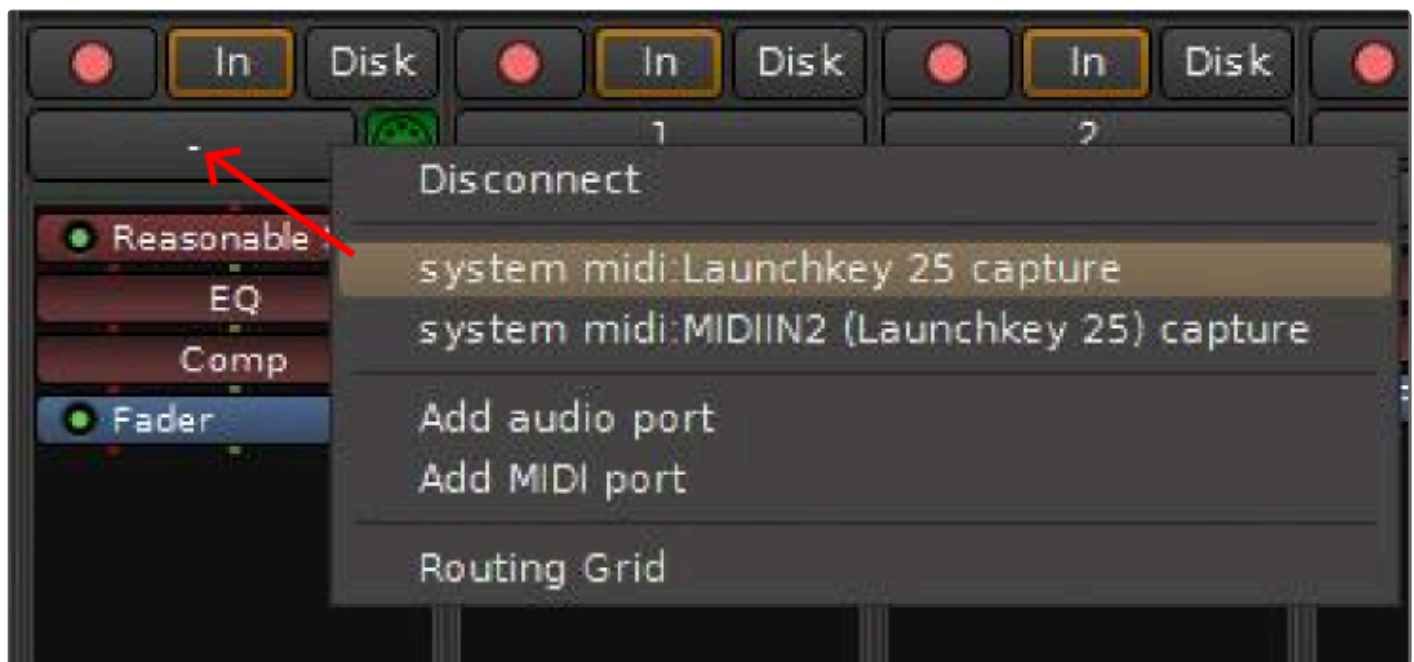 In Disk In Disk In Disk
- 1 2
Disconnect
Reasonable
system midi:Launchkey 25 capture
EQ
system midi:MIDIIN2 (Launchkey 25) capture
Comp
Fader
Add audio port
Add MIDI port
Routing Grid